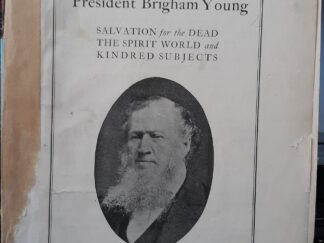 President Brigham Young
SALVATION for the DEAD
THE SPIRIT WORLD and
KINDRED SUBJECTS